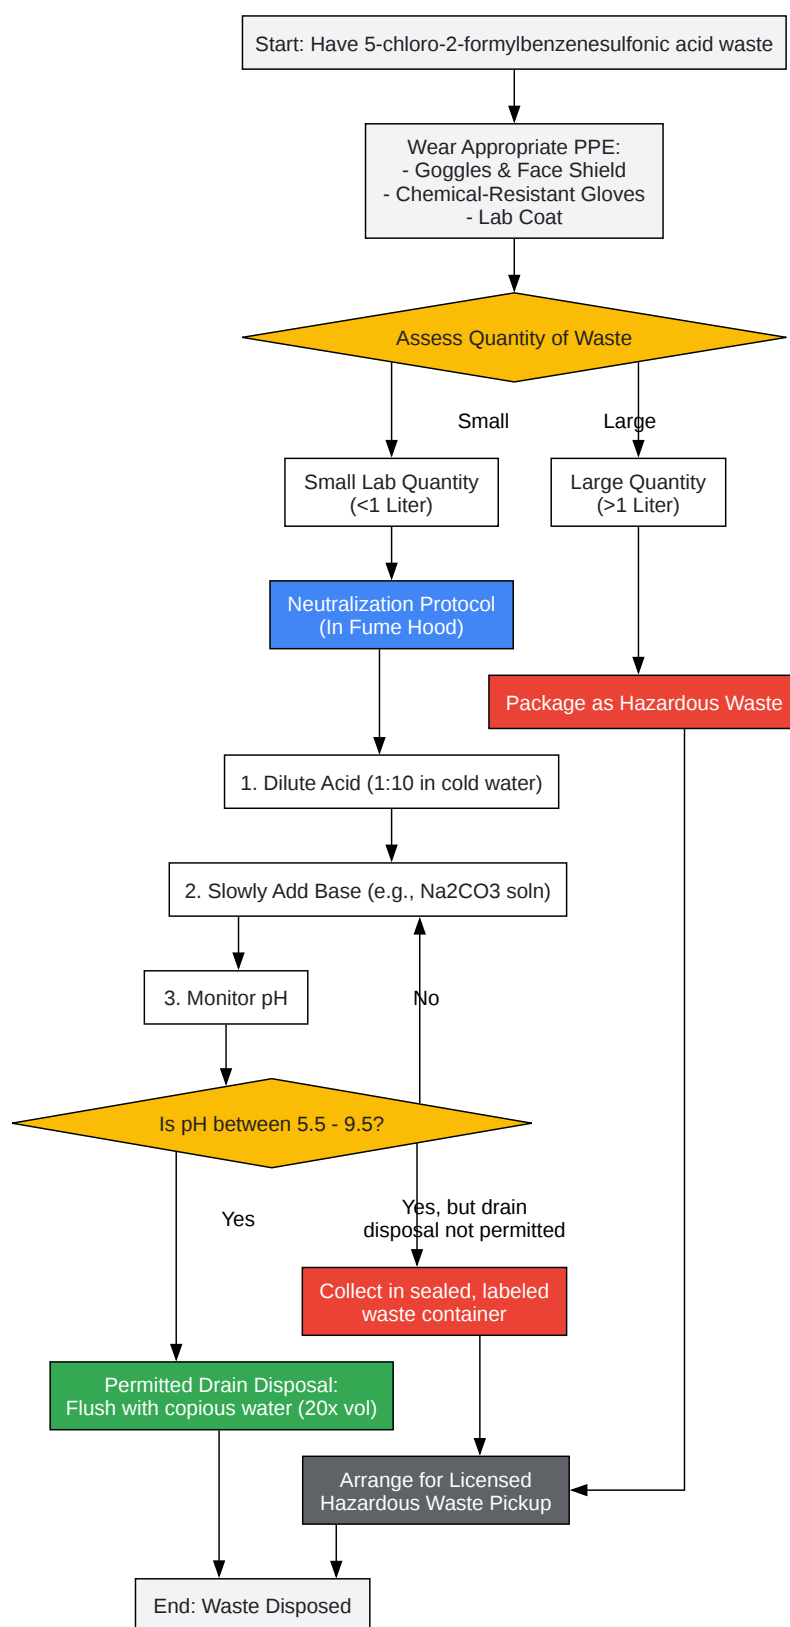 Start: Have 5-chloro-2-formylbenzenesulfonic acid waste
Wear Appropriate PPE:
- Goggles & Face Shield
- Chemical-Resistant Gloves
- Lab Coat
Assess Quantity of Waste
Small
Large
Small Lab Quantity
(<1 Liter)
Large Quantity
(>1 Liter)
Neutralization Protocol
(In Fume Hood)
Package as Hazardous Waste
1. Dilute Acid (1:10 in cold water)
2. Slowly Add Base (e.g., Na2CO3 soln)
3. Monitor pH
No
Is pH between 5.5 - 9.5?
Yes
Yes, but drain
disposal not permitted
Collect in sealed, labeled
waste container
Permitted Drain Disposal:
Flush with copious water (20x vol)
Arrange for Licensed
Hazardous Waste Pickup
End: Waste Disposed